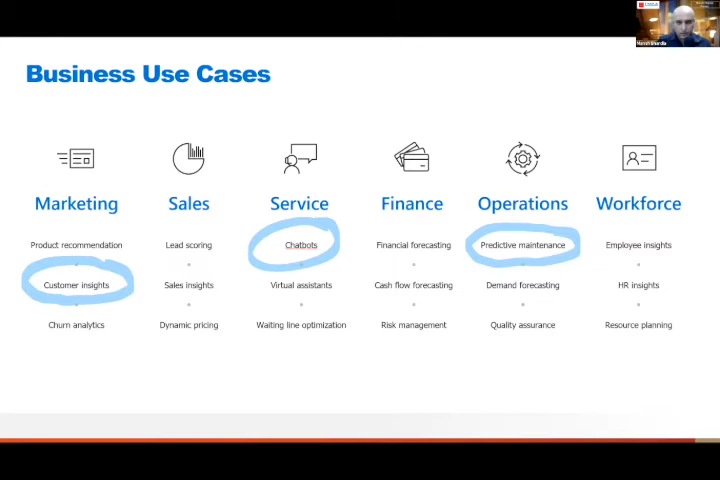 Business Use Cases
Marketing Sales Service Finance Operations Workforce
Product recommendation Lead scoring Chatbots Financial forecasting Predictive maintenance Employee insights
Customer insights Sales insights Virtual assistants Cash flow forecasting Demand forecasting HR insights
Churn analytics Dynamic pricing Waiting line optimization Risk management Quality assurance Resource planning